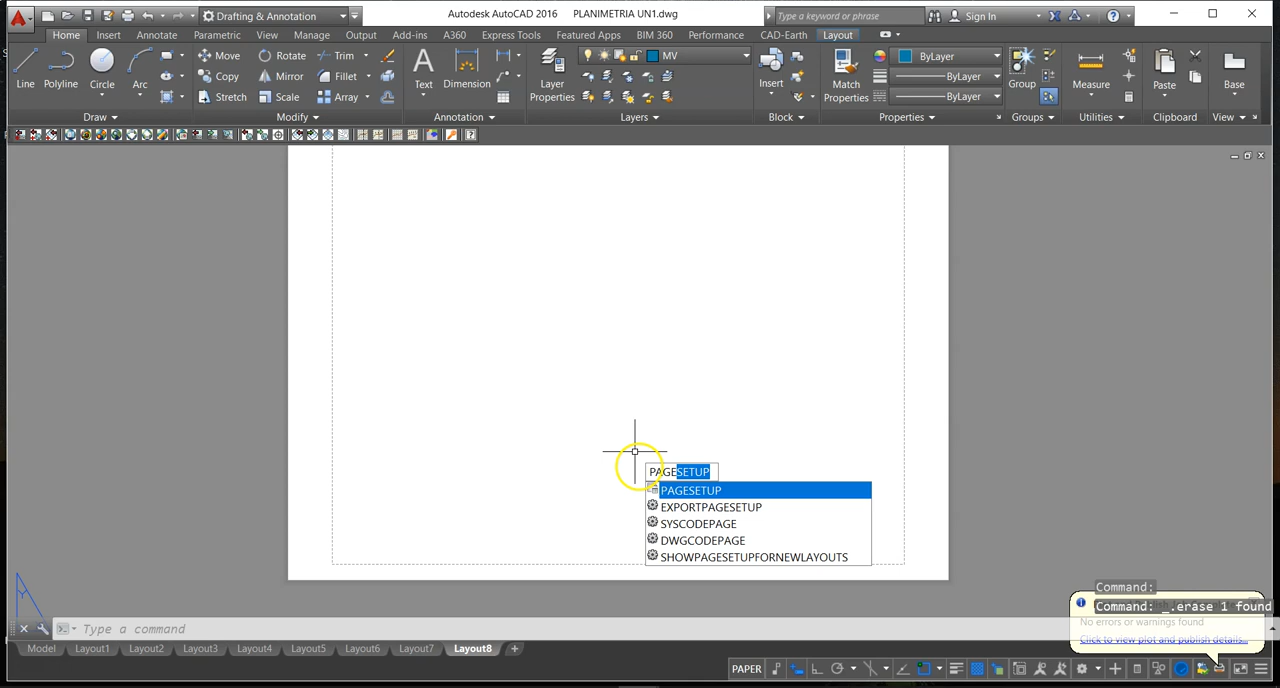 Drafting & Annotation
Autodesk AutoCAD 2016 PLANIMETRIA UN1.dwg
Type a keyword or phrase
Sign In
Home Insert Annotate Parametric View Manage Output Add-ins A360 Express Tools Featured Apps BIM 360 Performance CAD-Earth Layout
Line Polyline Circle Arc
Move Rotate Trim
Copy Mirror Fillet
Stretch Scale Array
Text Dimension
Layer Properties
MV
Insert
Match Properties
ByLayer
ByLayer
ByLayer
Group
Measure
Paste
Base
Draw Modify Annotation Layers Block Properties Groups Utilities Clipboard View
PAGESETUP
PAGESETUP
EXPORTPAGESETUP
SYSCODEPAGE
DWGCODEPAGE
SHOWPAGESETUPFORNEWLAYOUTS
Y
Command:
Command: _.erase 1 found
No errors or warnings found
Click to view plot and publish details...
Type a command
Model Layout1 Layout2 Layout3 Layout4 Layout5 Layout6 Layout7 Layout8 +
PAPER